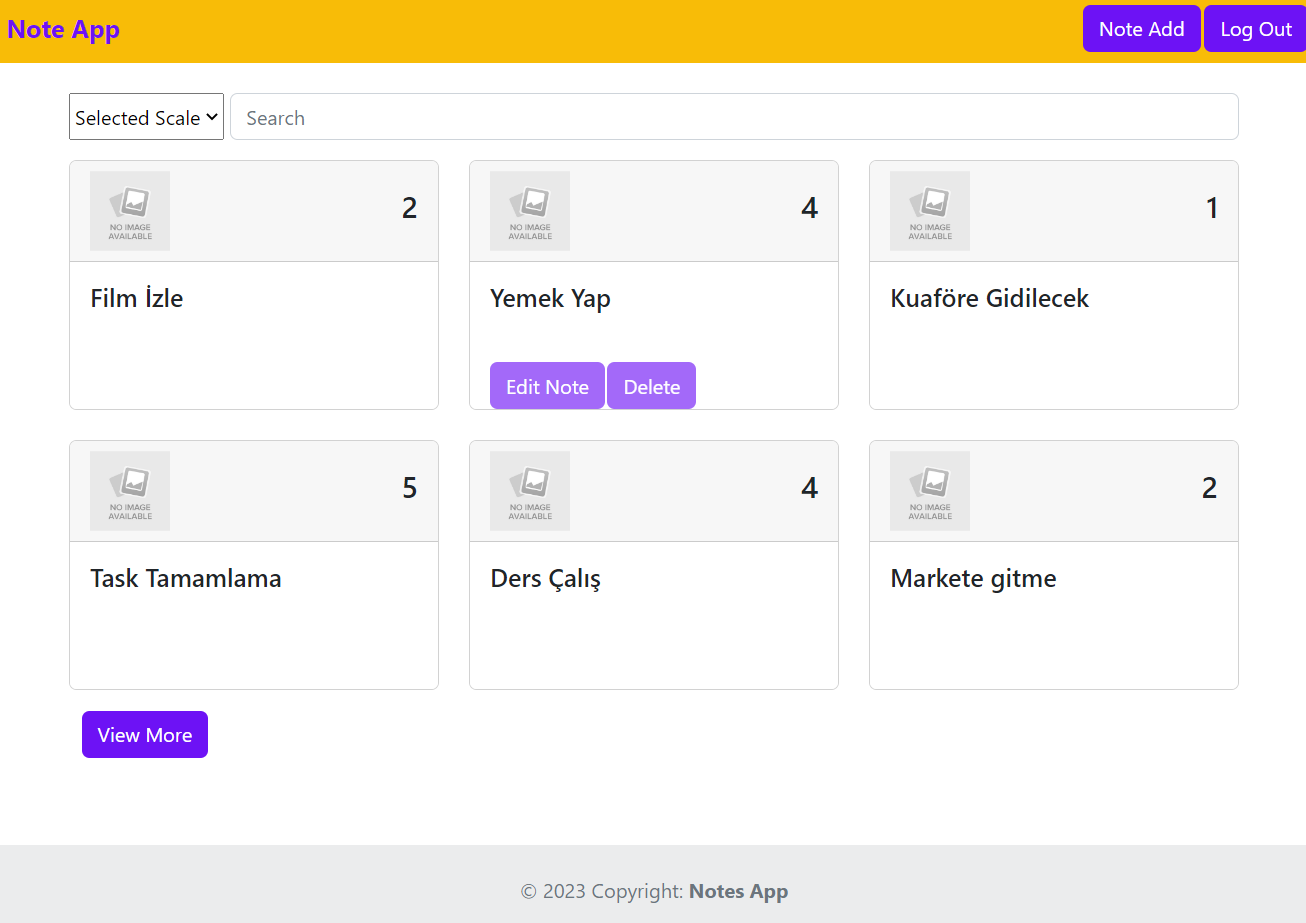 Note App
Note Add Log Out
Selected Scale Search
NO IMAGE AVAILABLE 2
Film İzle
NO IMAGE AVAILABLE 4
Yemek Yap
Edit Note Delete
NO IMAGE AVAILABLE 1
Kuaföre Gidilecek
NO IMAGE AVAILABLE 5
Task Tamamlama
NO IMAGE AVAILABLE 4
Ders Çalış
NO IMAGE AVAILABLE 2
Markete gitme
View More
© 2023 Copyright: Notes App